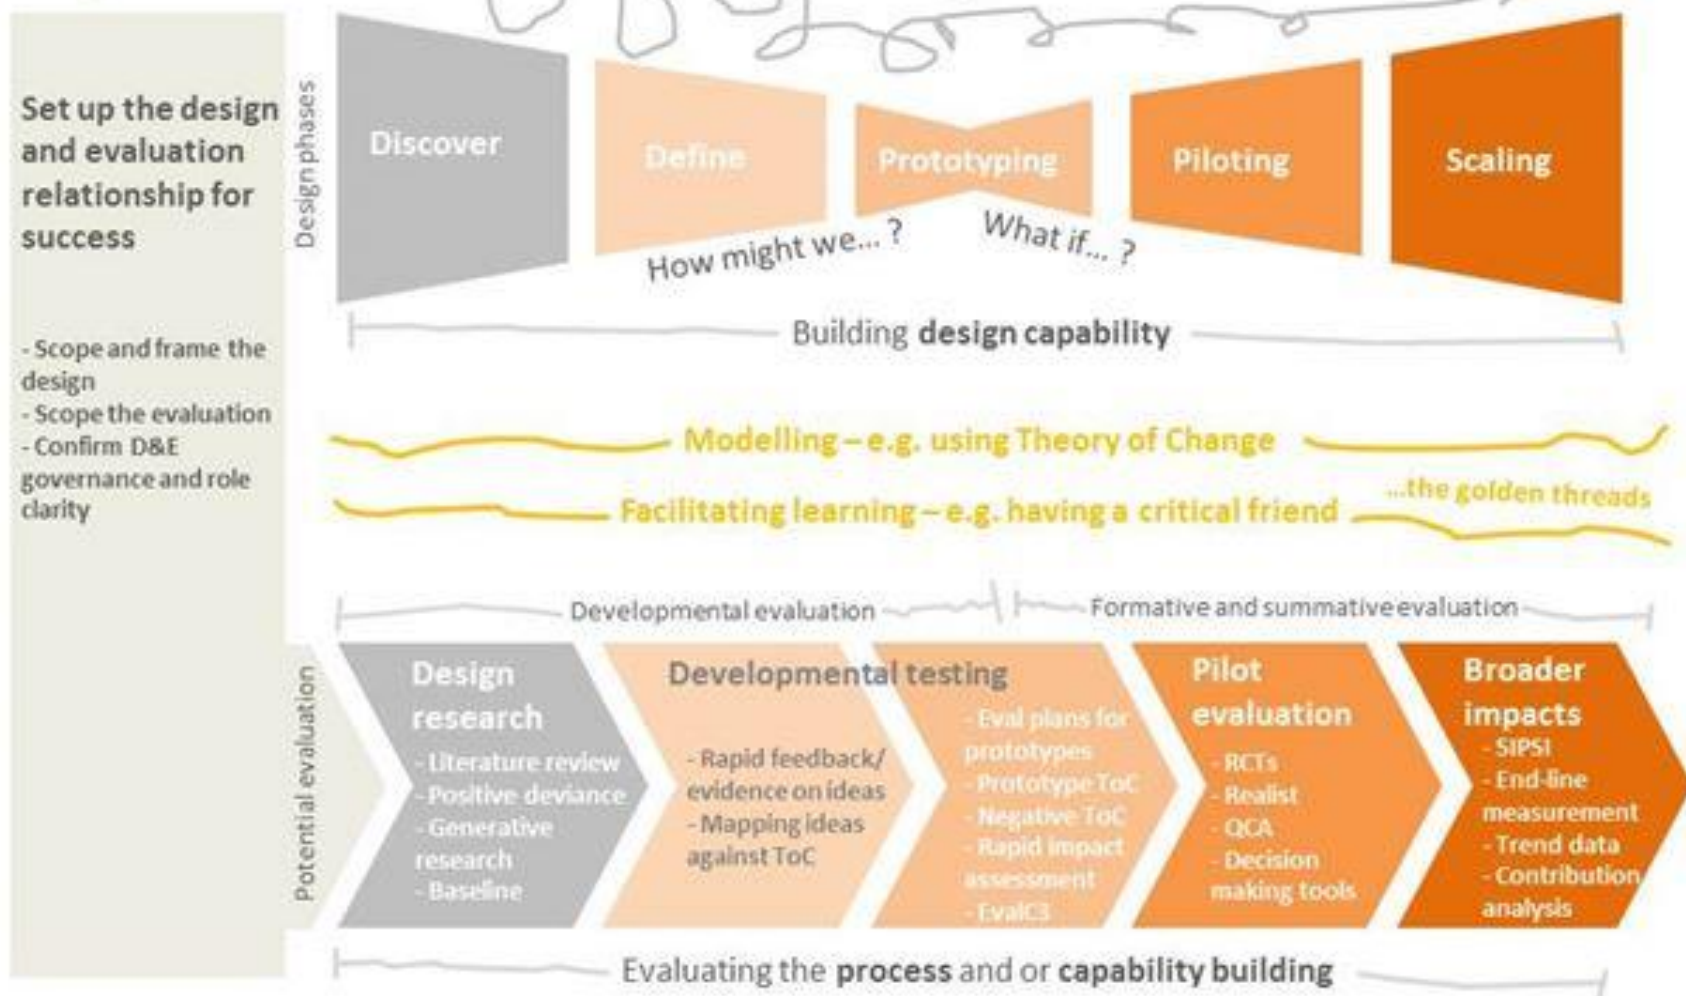 Set up the design
and evaluation
relationship for
success
- Scope and frame the
design
- Scope the evaluation
- Confirm D&E
governance and role
clarity
Design phases
Discover
Define
Prototyping
Piloting
Scaling
How might we... ?
What if... ?
Building design capability
Modelling – e.g. using Theory of Change
...the golden threads
Facilitating learning – e.g. having a critical friend
Developmental evaluation
Formative and summative evaluation
Potential evaluation
Design
research
- Literature review
- Positive deviance
- Generative
research
- Baseline
Developmental testing
- Rapid feedback/
evidence on ideas
- Mapping ideas
against ToC
- Eval plans for
prototypes
- Prototype ToC
- Negative ToC
- Rapid impact
assessment
- EvalC3
Pilot
evaluation
- RCTs
- Realist
- QCA
- Decision
making tools
Broader
impacts
- SIPSI
- End-line
measurement
- Trend data
- Contribution
analysis
Evaluating the process and or capability building